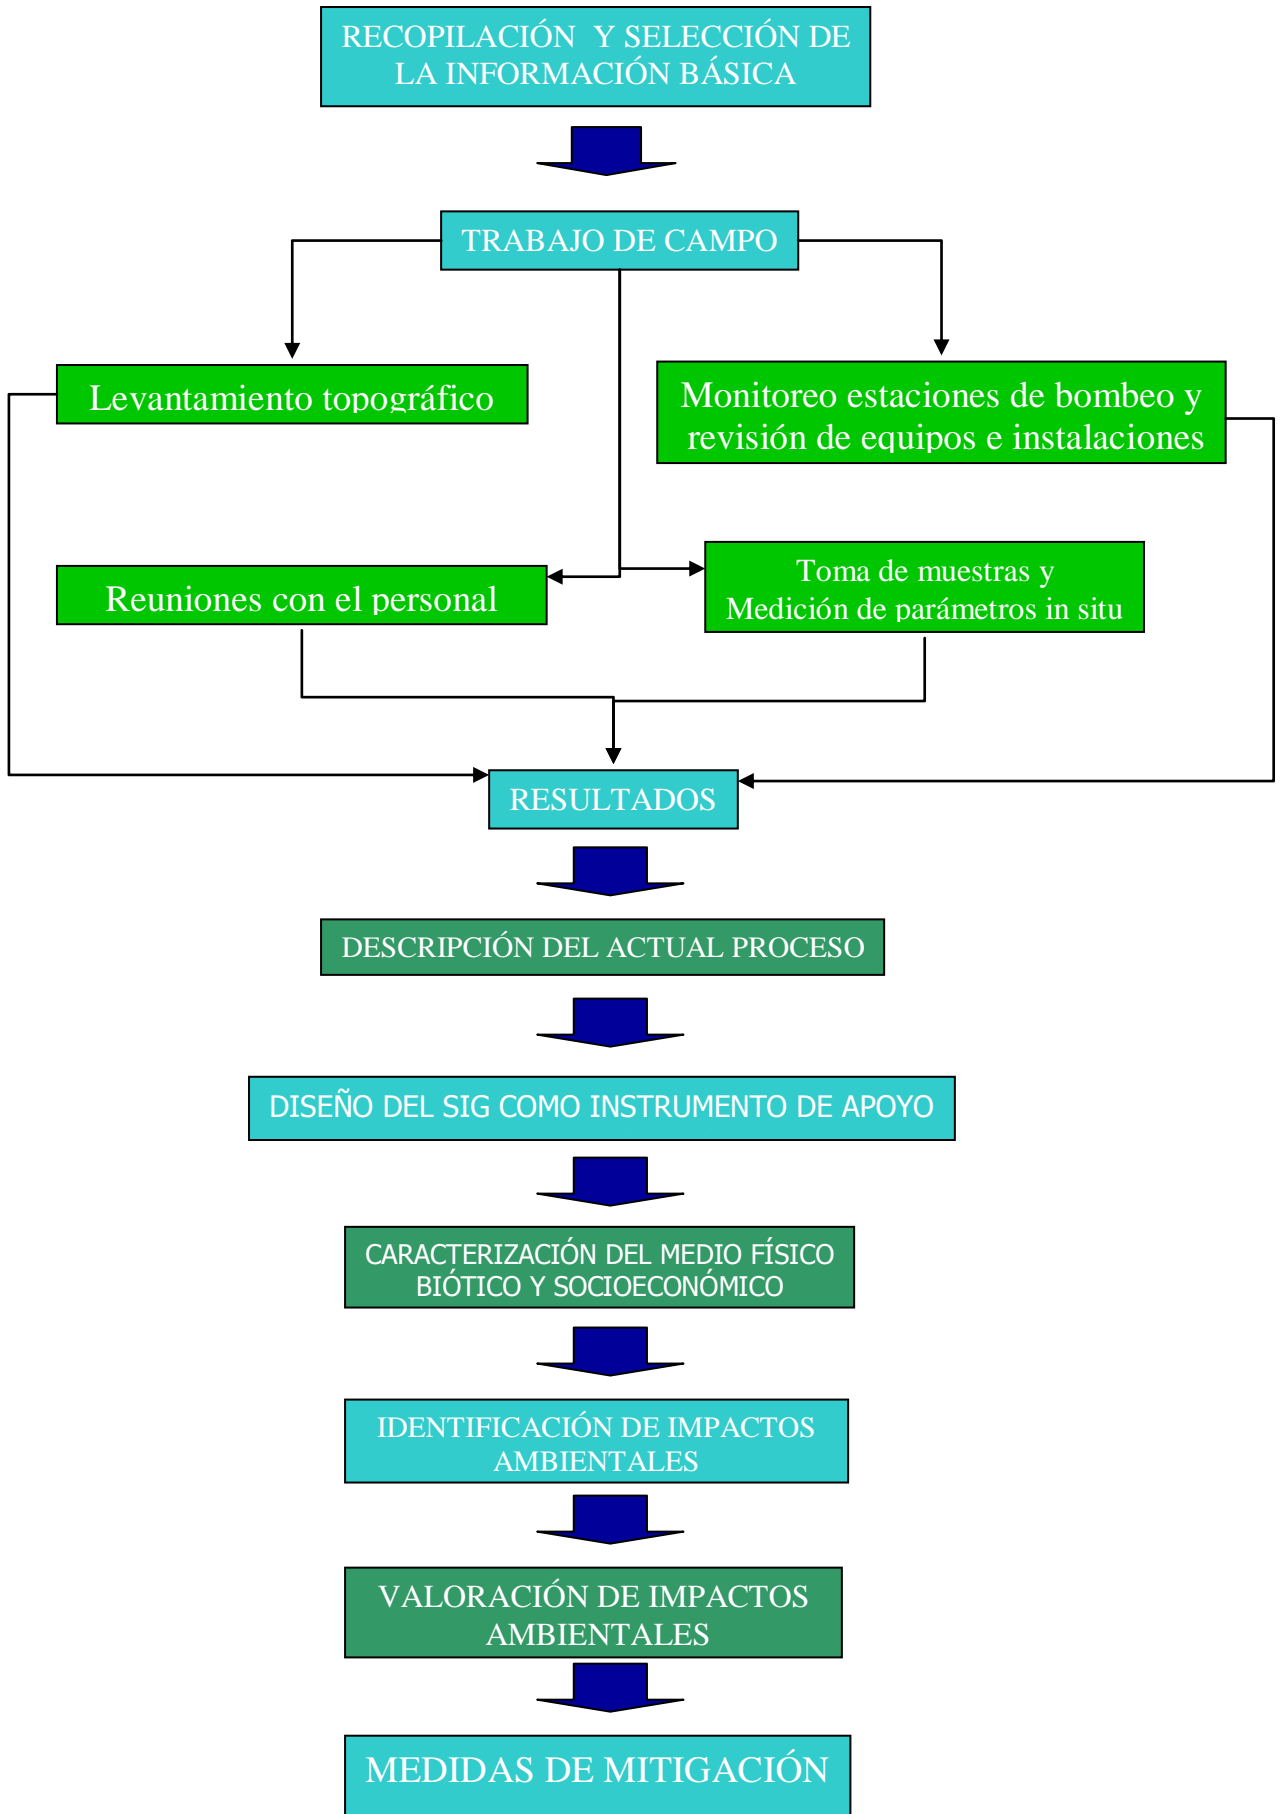 RECOPILACIÓN Y SELECCIÓN DE
LA INFORMACIÓN BÁSICA
TRABAJO DE CAMPO
Levantamiento topográfico
Monitoreo estaciones de bombeo y
revisión de equipos e instalaciones
Reuniones con el personal
Toma de muestras y
Medición de parámetros in situ
RESULTADOS
DESCRIPCIÓN DEL ACTUAL PROCESO
DISEÑO DEL SIG COMO INSTRUMENTO DE APOYO
CARACTERIZACIÓN DEL MEDIO FÍSICO
BIÓTICO Y SOCIOECONÓMICO
IDENTIFICACIÓN DE IMPACTOS
AMBIENTALES
VALORACIÓN DE IMPACTOS
AMBIENTALES
MEDIDAS DE MITIGACIÓN